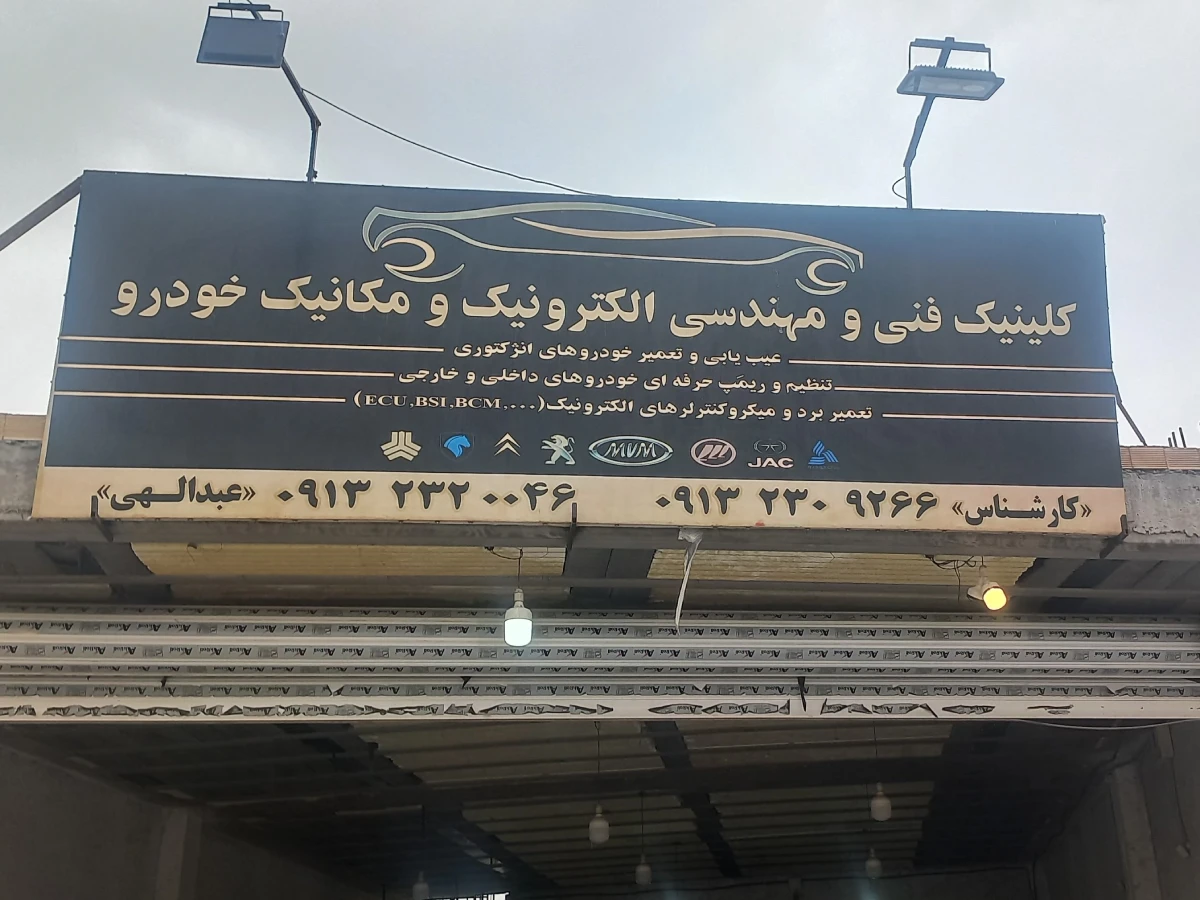 کلینیک فنی و مهندسی الکترونیک و مکانیک خودرو
عیب یابی و تعمیر خودروهای انژکتوری
تنظیم و ریمَپ حرفه ای خودروهای داخلی و خارجی
تعمیر برد و میکروکنترلرهای الکترونیک(ECU,BSI,BCM,...)
MVM JAC
«کارشناس» ۰۹۱۳ ۲۳۰ ۹۲۶۶ ۰۹۱۳ ۲۳۲ ۰۰۴۶ «عبدالهی»